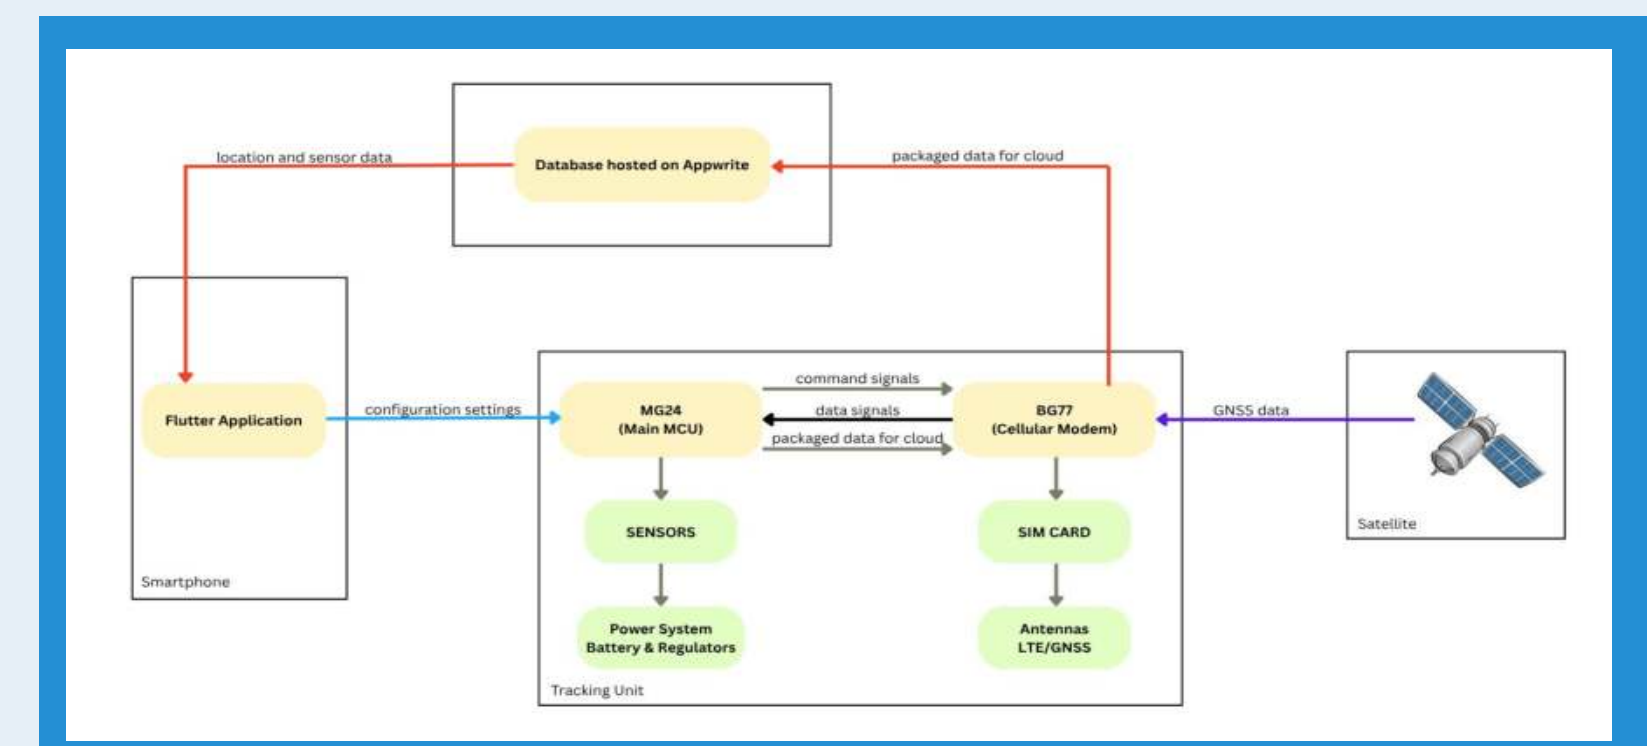 packaged data for cloud
location and sensor data
Database hosted on Appwrite
command signals
configuration settings
MG24
(Main MCU)
data signals
BG77
(Cellular Modem)
GNSS data
Flutter Application
packaged data for cloud
SENSORS
SIM CARD
Satellite
Smartphone
Power System
Battery & Regulators
Antennas
LTE/GNSS
Tracking Unit